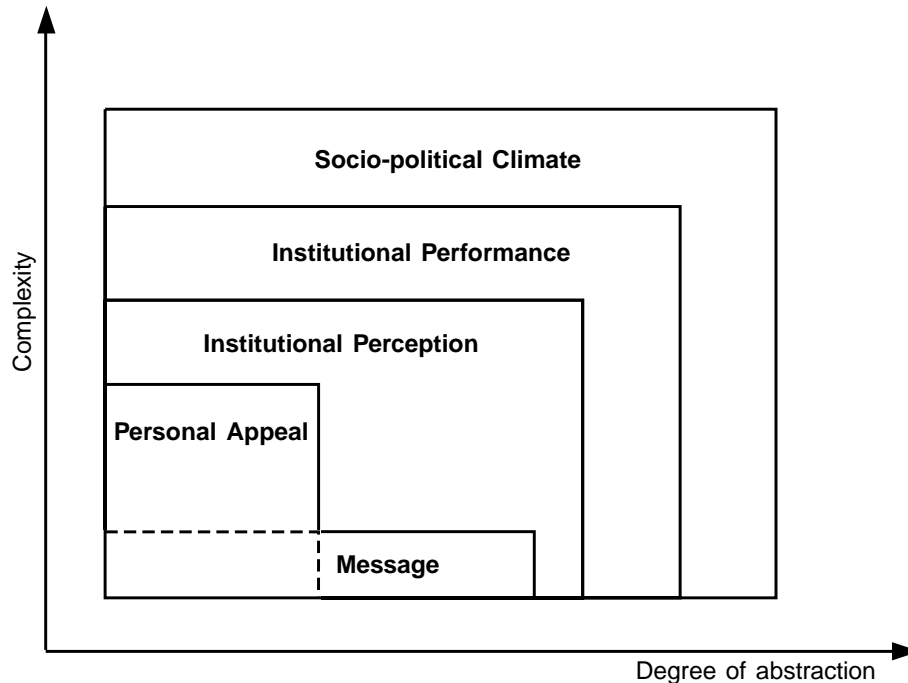 Socio-political Climate
Institutional Performance
Complexity
Institutional Perception
Personal Appeal
Message
Degree of abstraction